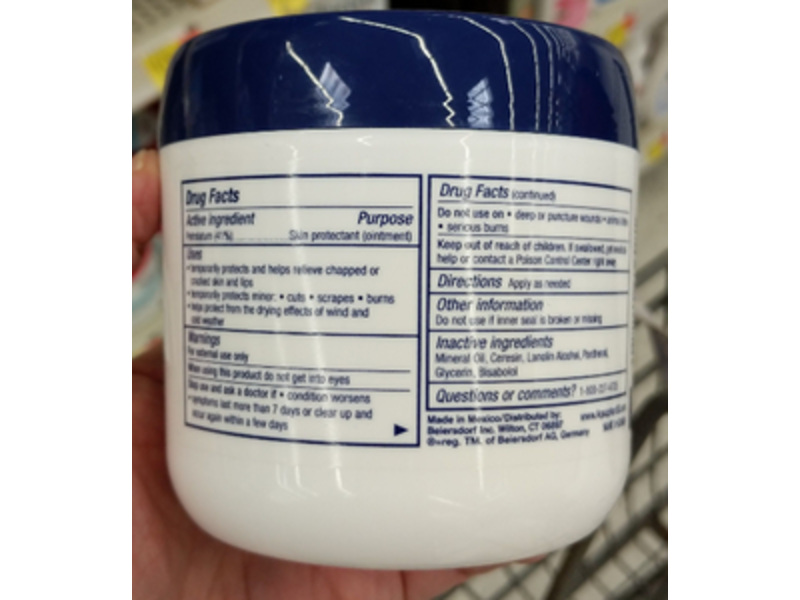 Drug Facts
Active ingredient Purpose
Petrolatum (41%) Skin protectant (ointment)
Uses
• temporarily protects and helps relieve chapped or
cracked skin and lips
• temporarily protects minor: • cuts • scrapes • burns
• helps protect from the drying effects of wind and
cold weather
Warnings
For external use only
When using this product do not get into eyes
Stop use and ask a doctor if • condition worsens
• symptoms last more than 7 days or clear up and
occur again within a few days
Drug Facts (continued)
Do not use on • deep or puncture wounds • animal bites
• serious burns
Keep out of reach of children. If swallowed, get medical
help or contact a Poison Control Center right away
Directions Apply as needed
Other information
Do not use if inner seal is broken or missing
Inactive ingredients
Mineral Oil, Ceresin, Lanolin Alcohol, Panthenol,
Glycerin, Bisabolol
Questions or comments?
Made in Mexico/Distributed by:
Beiersdorf Inc. Wilton, CT 06897
®=reg. TM. of Beiersdorf AG, Germany